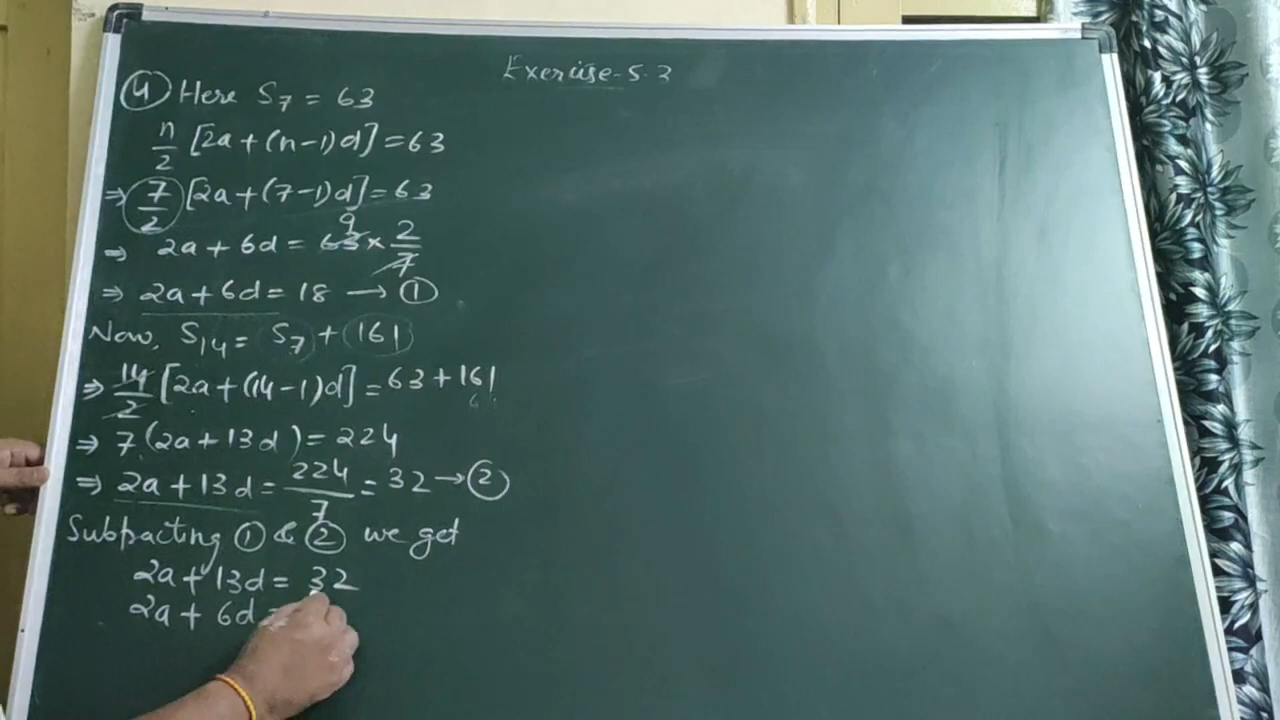 Exercise-5.3
④ Here S₇ = 63
n/2 [2a+(n-1)d]=63
⇒ 7/2 [2a+(7-1)d]=63
⇒ 2a+6d = 63 9 × 2/7
⇒ 2a+6d = 18 → ①
Now, S₁₄ = S₇ + 161
⇒ 14/2 [2a+(14-1)d] = 63+161
⇒ 7(2a+13d) = 224
⇒ 2a+13d = 224/7 = 32 → ②
Subtracting ① & ② we get
2a+13d = 32
2a+ 6d =